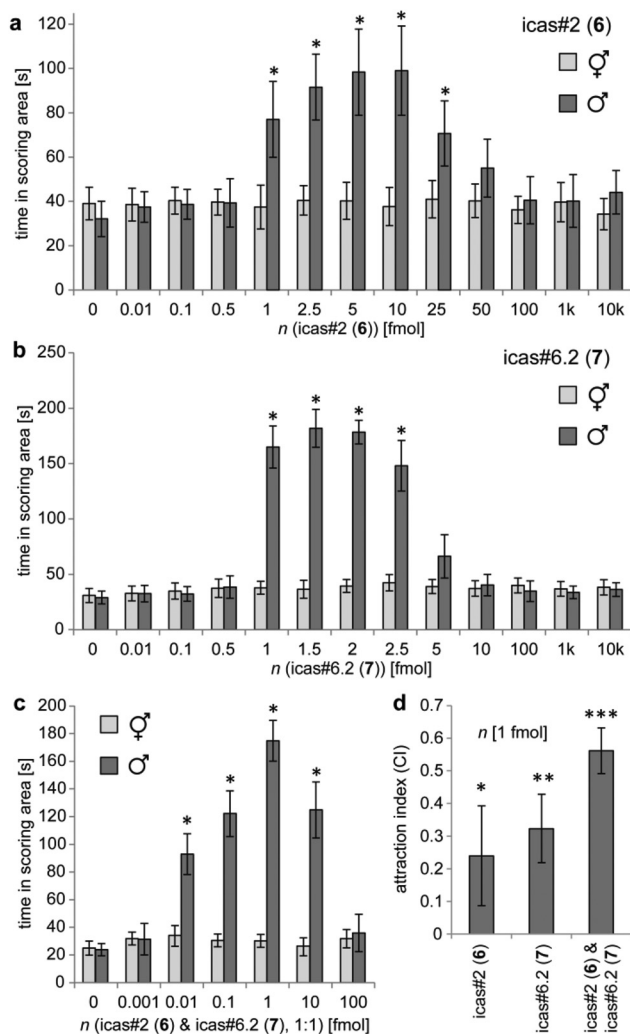 a
icas#2 (6)
⚥
♂
time in scoring area [s]
120
100
80
60
40
20
0
* * * * *
0 0.01 0.1 0.5 1 2.5 5 10 25 50 100 1k 10k
n (icas#2 (6)) [fmol]
b
icas#6.2 (7)
⚥
♂
time in scoring area [s]
250
200
150
100
50
0
* * * *
0 0.01 0.1 0.5 1 1.5 2 2.5 5 10 100 1k 10k
n (icas#6.2 (7)) [fmol]
c
⚥
♂
time in scoring area [s]
200
180
160
140
120
100
80
60
40
20
0
* * * *
0 0.001 0.01 0.1 1 10 100
n (icas#2 (6) & icas#6.2 (7), 1:1) [fmol]
d
n [1 fmol]
attraction index (CI)
0.7
0.6
0.5
0.4
0.3
0.2
0.1
0
* ** ***
icas#2 (6)
icas#6.2 (7)
icas#2 (6) &
icas#6.2 (7)